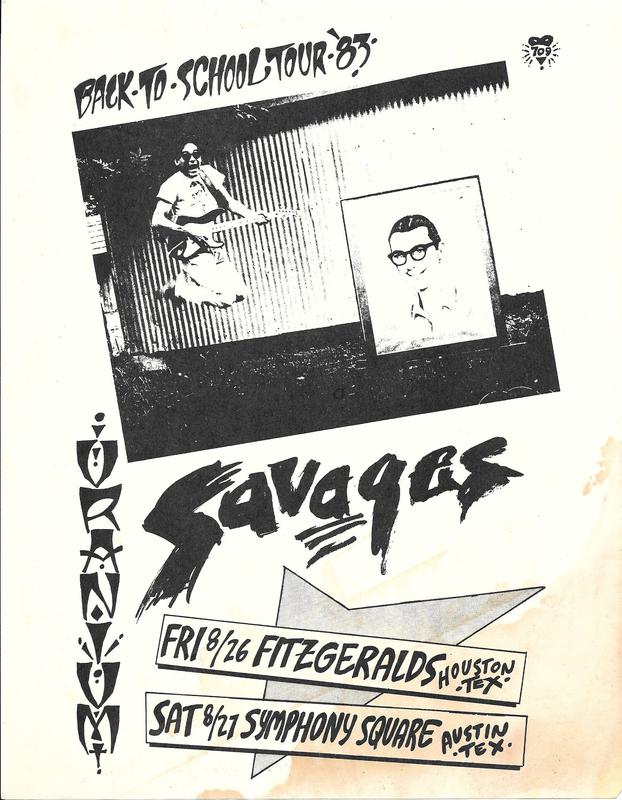 BACK·TO·SCHOOL TOUR·'83·
709
¡URANIUM!
Savages
FRI 8/26 FITZGERALDS HOUSTON
·TEX·
SAT 8/27 SYMPHONY SQUARE AUSTIN
·TEX·